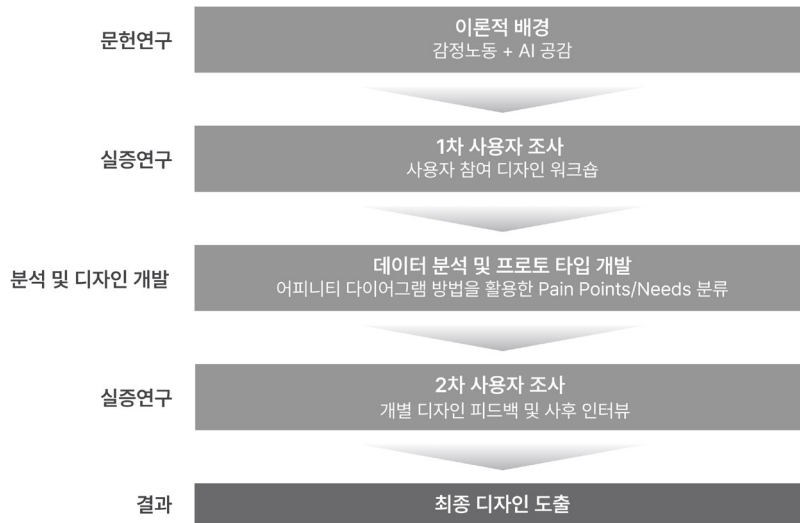 문헌연구
이론적 배경
감정노동 + AI 공감
실증연구
1차 사용자 조사
사용자 참여 디자인 워크숍
분석 및 디자인 개발
데이터 분석 및 프로토 타입 개발
어피니티 다이어그램 방법을 활용한 Pain Points/Needs 분류
실증연구
2차 사용자 조사
개별 디자인 피드백 및 사후 인터뷰
결과
최종 디자인 도출